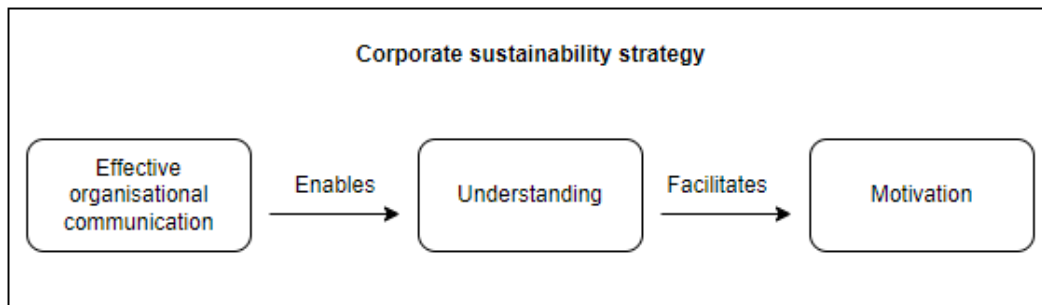 Corporate sustainability strategy
Effective
organisational
communication
Enables
Understanding
Facilitates
Motivation